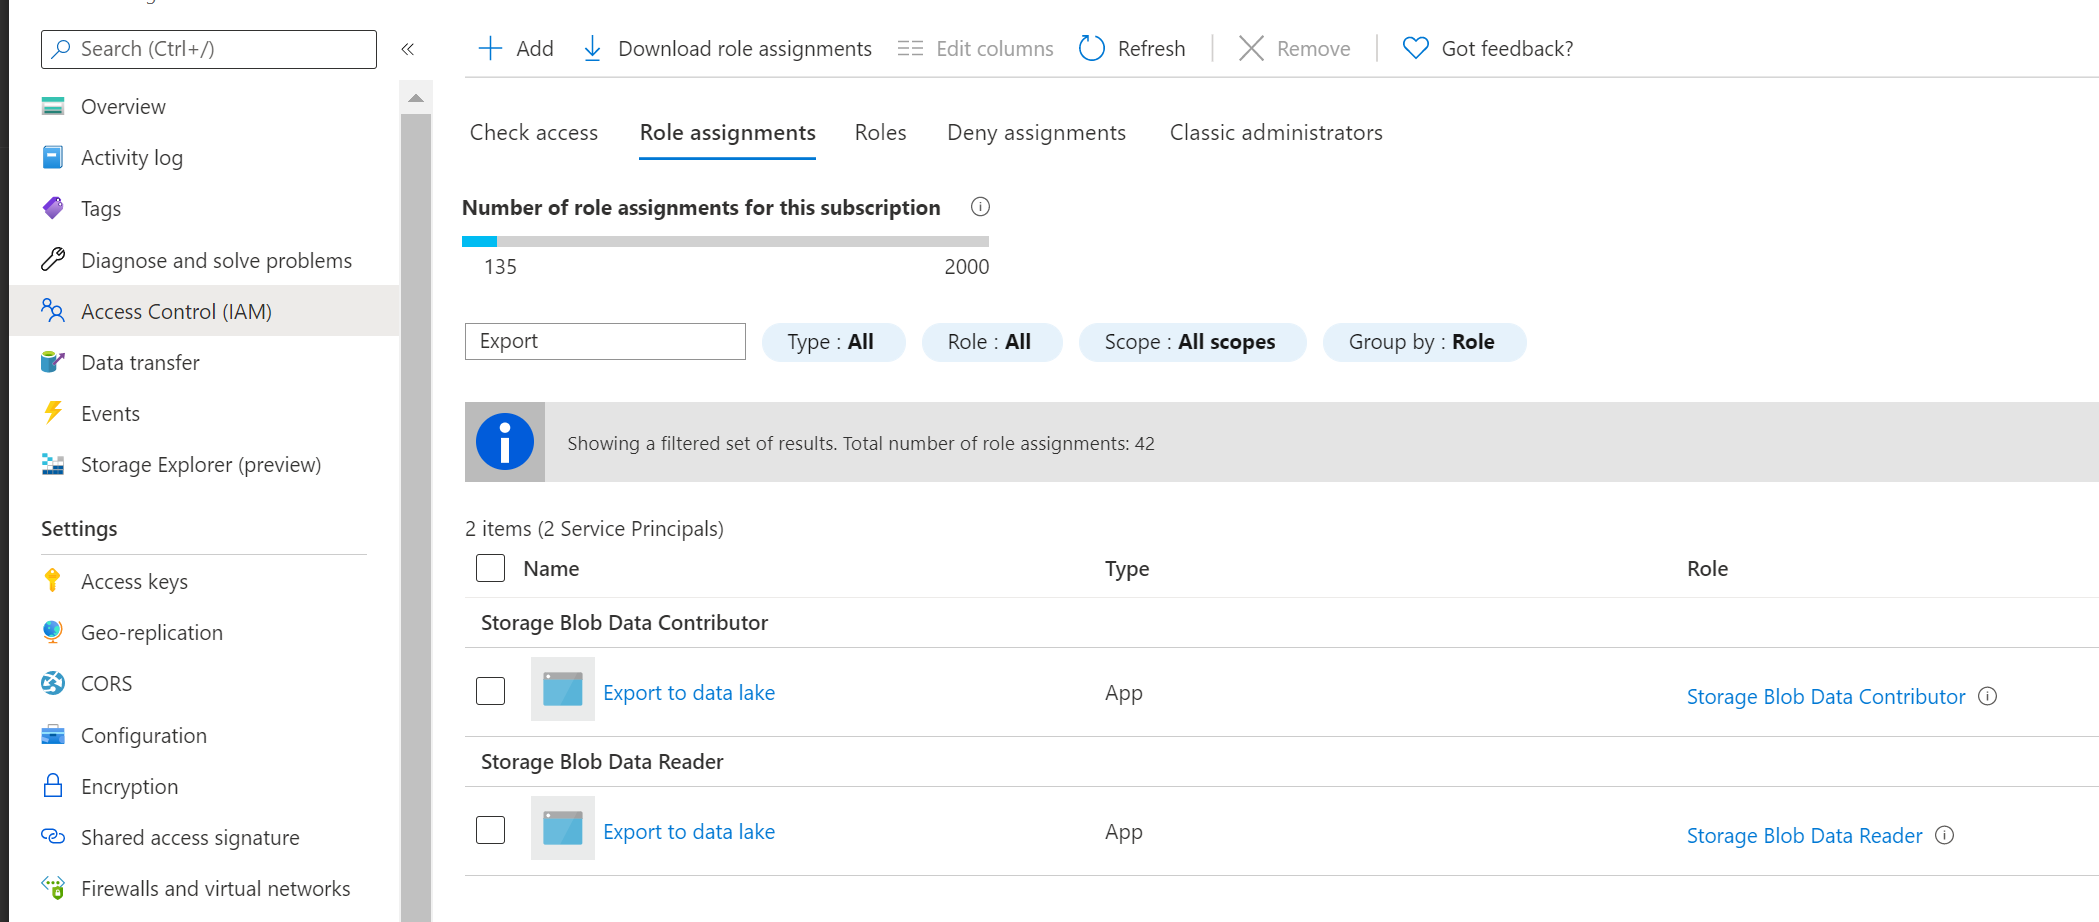 Search (Ctrl+/)
«
Add
Download role assignments
Edit columns
Refresh
Remove
Got feedback?
Overview
Activity log
Tags
Diagnose and solve problems
Access Control (IAM)
Data transfer
Events
Storage Explorer (preview)
Settings
Access keys
Geo-replication
CORS
Configuration
Encryption
Shared access signature
Firewalls and virtual networks
Check access
Role assignments
Roles
Deny assignments
Classic administrators
Number of role assignments for this subscription
135
2000
Export
Type : All
Role : All
Scope : All scopes
Group by : Role
Showing a filtered set of results. Total number of role assignments: 42
2 items (2 Service Principals)
Name
Type
Role
Storage Blob Data Contributor
Export to data lake
App
Storage Blob Data Contributor
Storage Blob Data Reader
Export to data lake
App
Storage Blob Data Reader